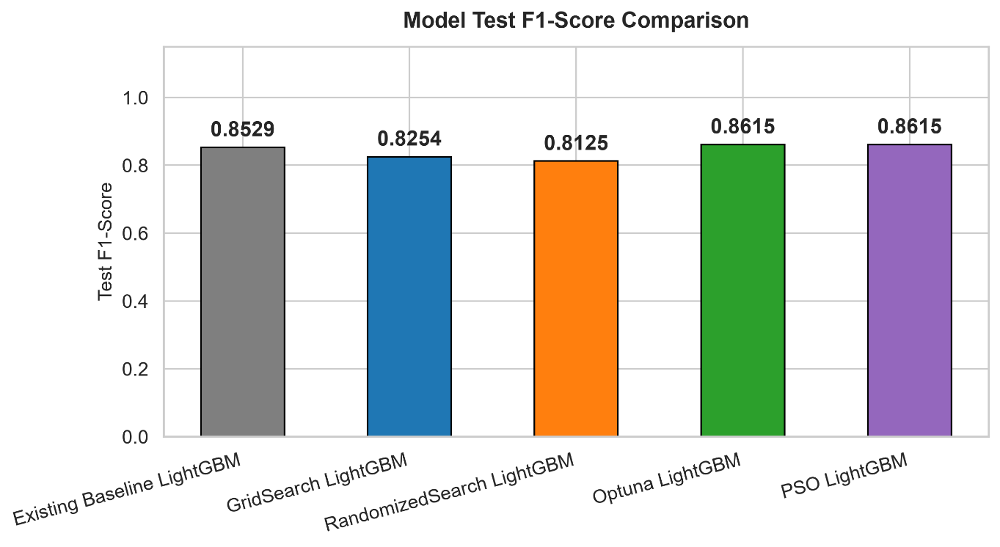 Model Test F1-Score Comparison
Test F1-Score
1.0
0.8
0.6
0.4
0.2
0.0
0.8529
0.8254
0.8125
0.8615
0.8615
Existing Baseline LightGBM
GridSearch LightGBM
RandomizedSearch LightGBM
Optuna LightGBM
PSO LightGBM